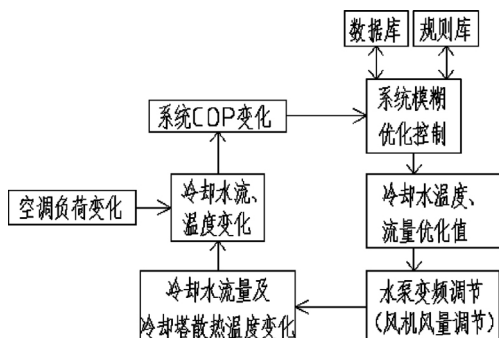 数据库
规则库
系统COP变化
系统模糊
优化控制
空调负荷变化
冷却水流、
温度变化
冷却水温度、
流量优化值
冷却水流量及
冷却塔散热温度变化
水泵变频调节
(风机风量调节)